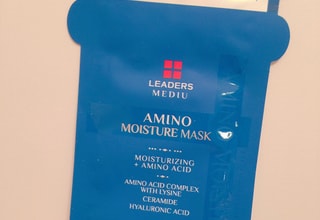 LEADERS
MEDIU
AMINO
MOISTURE MASK
MOISTURIZING
+ AMINO ACID
AMINO ACID COMPLEX
WITH LYSINE
CERAMIDE
HYALURONIC ACID